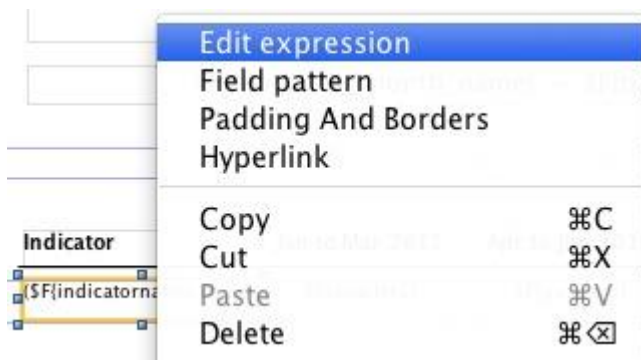 Edit expression
Field pattern
Padding And Borders
Hyperlink
Copy ⌘C
Cut ⌘X
Paste ⌘V
Delete ⌘⌫
Indicator
($F{indicatorna